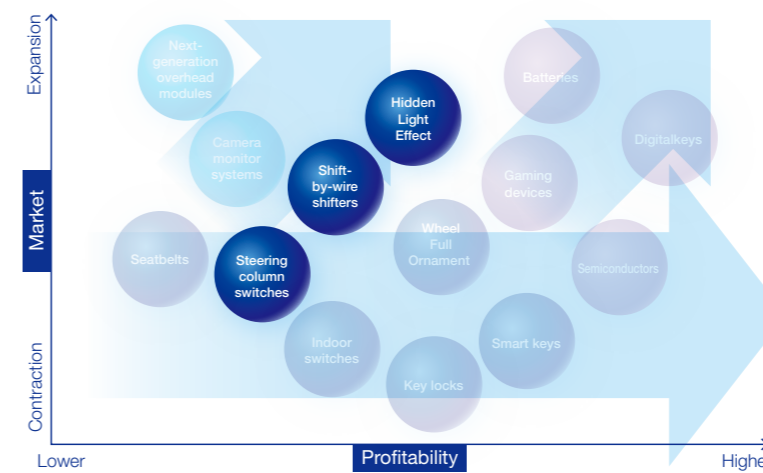 Expansion
Market
Contraction
Next-
generation
overhead
modules
Camera
monitor
systems
Hidden
Light
Effect
Shift-
by-wire
shifters
Batteries
Digitalkeys
Gaming
devices
Seatbelts
Steering
column
switches
Wheel
Full
Ornament
Semiconductors
Indoor
switches
Key locks
Smart keys
Lower
Profitability
Highe